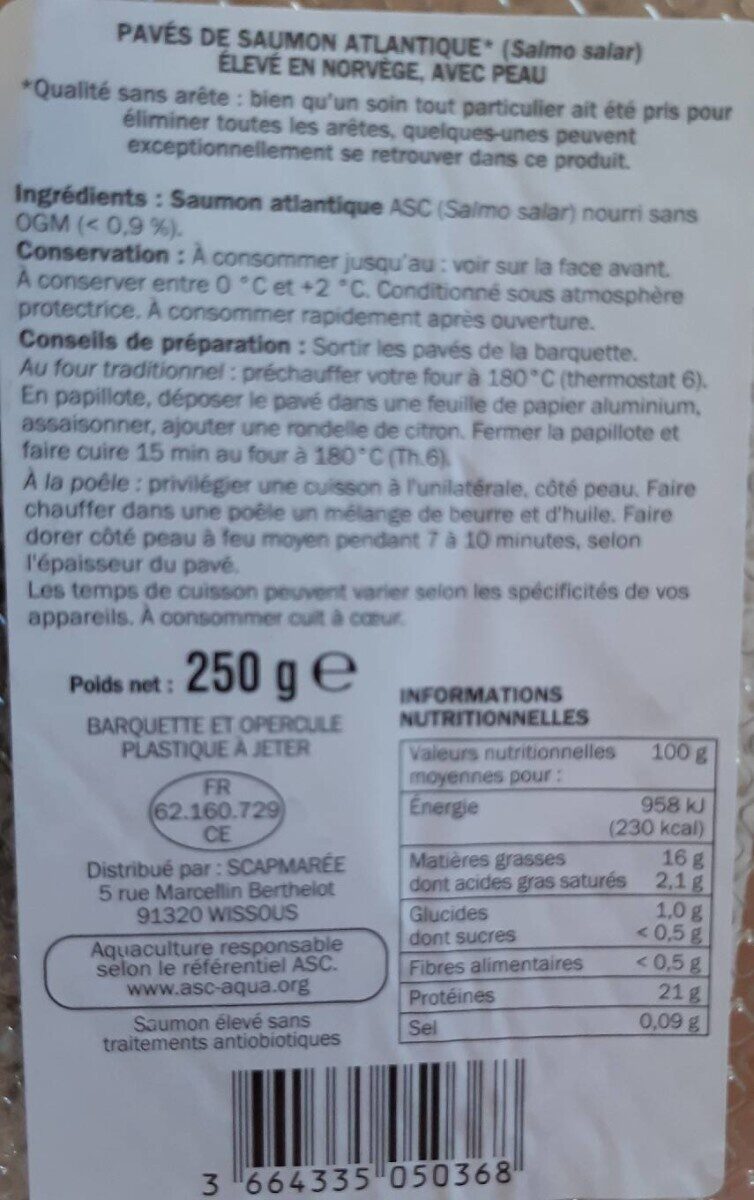 PAVÉS DE SAUMON ATLANTIQUE* (Salmo salar)
ÉLEVÉ EN NORVÈGE, AVEC PEAU
*Qualité sans arête : bien qu'un soin tout particulier ait été pris pour
éliminer toutes les arêtes, quelques-unes peuvent
exceptionnellement se retrouver dans ce produit.
Ingrédients : Saumon atlantique ASC (Salmo salar) nourri sans
OGM (< 0,9 %).
Conservation : À consommer jusqu'au : voir sur la face avant.
À conserver entre 0 °C et +2 °C. Conditionné sous atmosphère
protectrice. À consommer rapidement après ouverture.
Conseils de préparation : Sortir les pavés de la barquette.
Au four traditionnel : préchauffer votre four à 180°C (thermostat 6).
En papillote, déposer le pavé dans une feuille de papier aluminium,
assaisonner, ajouter une rondelle de citron. Fermer la papillote et
faire cuire 15 min au four à 180°C (Th.6).
À la poêle : privilégier une cuisson à l'unilatérale, côté peau. Faire
chauffer dans une poêle un mélange de beurre et d'huile. Faire
dorer côté peau à feu moyen pendant 7 à 10 minutes, selon
l'épaisseur du pavé.
Les temps de cuisson peuvent varier selon les spécificités de vos
appareils. À consommer cuit à cœur.
Poids net : 250 g e
BARQUETTE ET OPERCULE
PLASTIQUE À JETER
FR
62.160.729
CE
Distribué par : SCAPMARÉE
5 rue Marcellin Berthelot
91320 WISSOUS
Aquaculture responsable
selon le référentiel ASC.
www.asc-aqua.org
Saumon élevé sans
traitements antiobiotiques
INFORMATIONS
NUTRITIONNELLES
Valeurs nutritionnelles 100 g
moyennes pour :
Énergie 958 kJ
(230 kcal)
Matières grasses 16 g
dont acides gras saturés 2,1 g
Glucides 1,0 g
dont sucres < 0,5 g
Fibres alimentaires < 0,5 g
Protéines 21 g
Sel 0,09 g
3 664335 050368